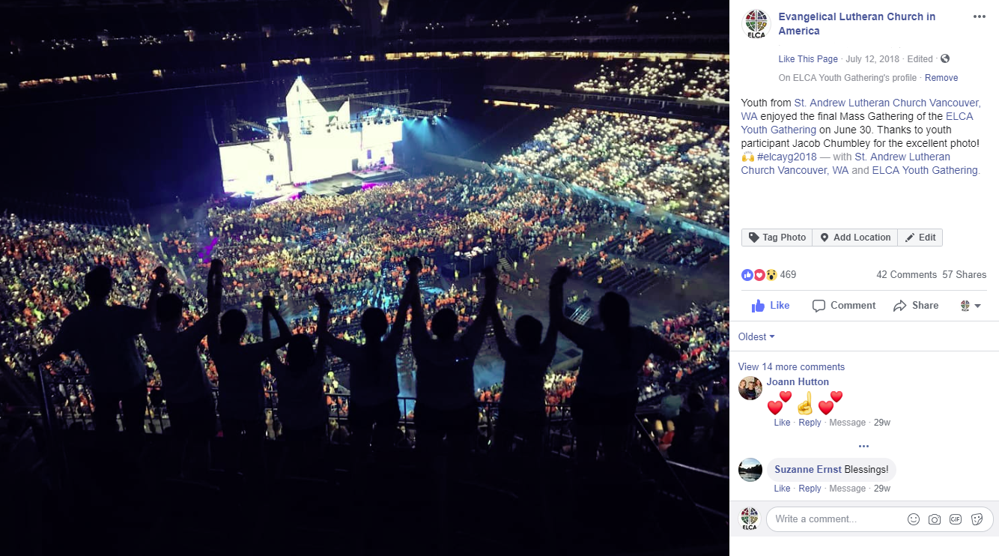 Evangelical Lutheran Church in
America
Like This Page · July 12, 2018 · Edited ·
On ELCA Youth Gathering's profile · Remove
Youth from St. Andrew Lutheran Church Vancouver,
WA enjoyed the final Mass Gathering of the ELCA
Youth Gathering on June 30. Thanks to youth
participant Jacob Chumbley for the excellent photo!
🙌 #elcayg2018 — with St. Andrew Lutheran
Church Vancouver, WA and ELCA Youth Gathering.
Tag Photo Add Location Edit
469 42 Comments 57 Shares
Like Comment Share
Oldest
View 14 more comments
Joann Hutton
💕☝💕
Like · Reply · Message · 29w
Suzanne Ernst Blessings!
Like · Reply · Message · 29w
ELCA Write a comment... GIF